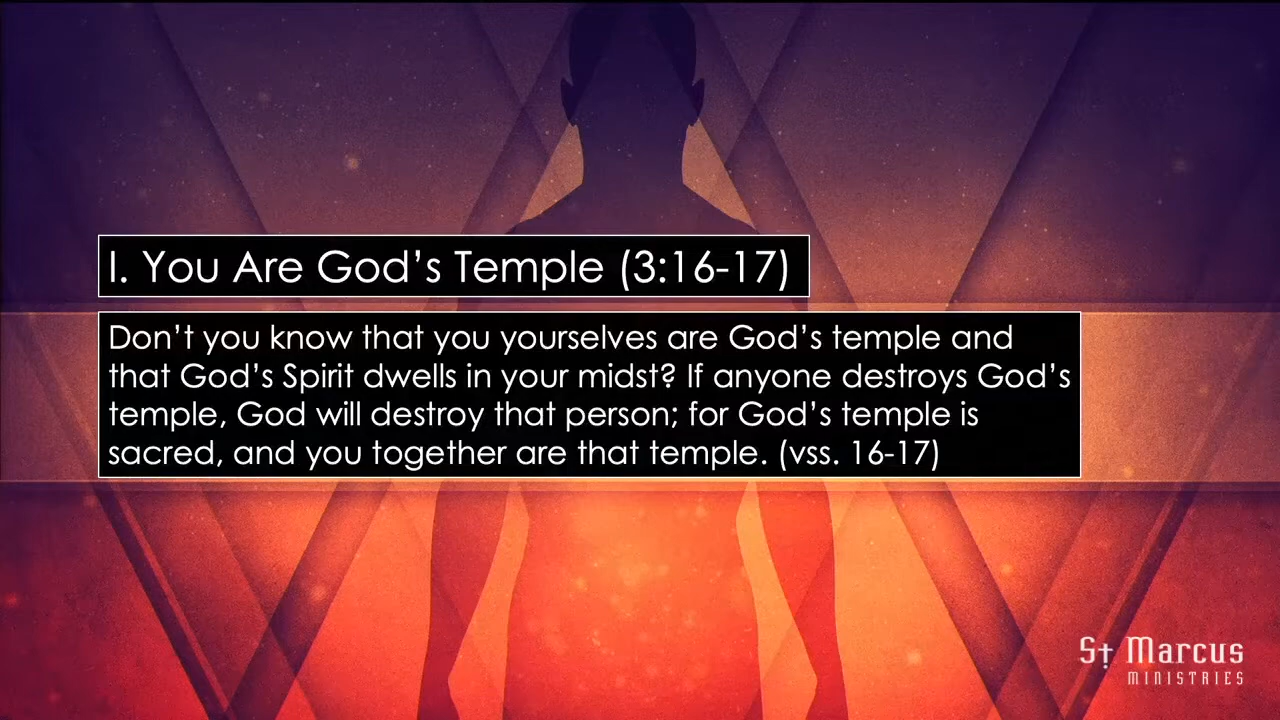 I. You Are God’s Temple (3:16-17)
Don’t you know that you yourselves are God’s temple and
that God’s Spirit dwells in your midst? If anyone destroys God’s
temple, God will destroy that person; for God’s temple is
sacred, and you together are that temple. (vss. 16-17)
St Marcus
MINISTRIES